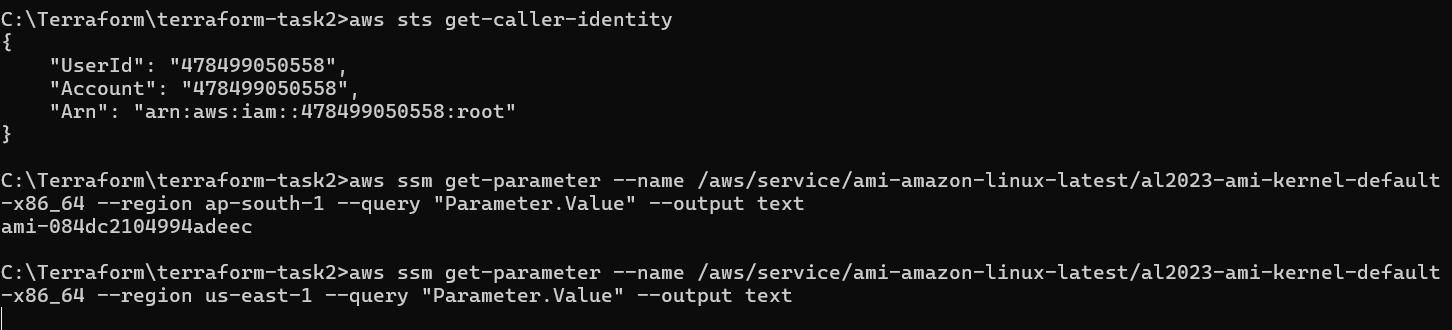 C:\Terraform\terraform-task2>aws sts get-caller-identity
{
    "UserId": "478499050558",
    "Account": "478499050558",
    "Arn": "arn:aws:iam::478499050558:root"
}
C:\Terraform\terraform-task2>aws ssm get-parameter --name /aws/service/ami-amazon-linux-latest/al2023-ami-kernel-default
-x86_64 --region ap-south-1 --query "Parameter.Value" --output text
ami-084dc2104994adeec
C:\Terraform\terraform-task2>aws ssm get-parameter --name /aws/service/ami-amazon-linux-latest/al2023-ami-kernel-default
-x86_64 --region us-east-1 --query "Parameter.Value" --output text